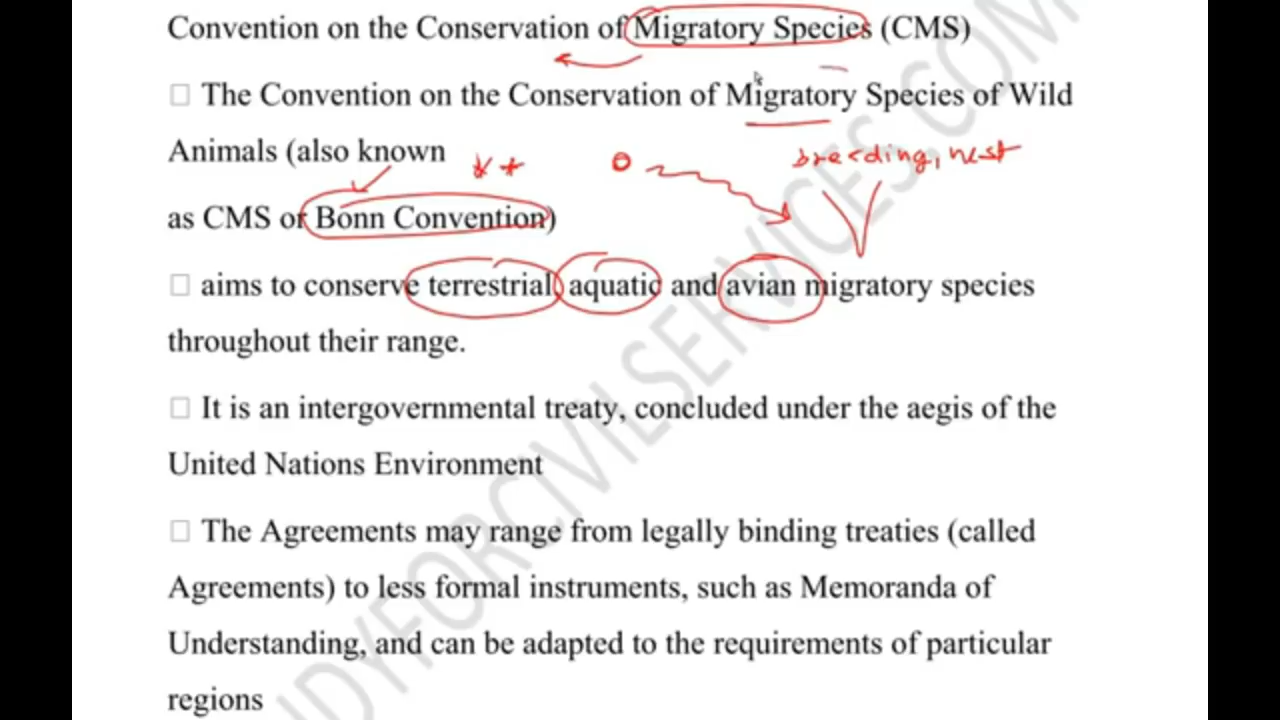 Convention on the Conservation of Migratory Species (CMS)
□ The Convention on the Conservation of Migratory Species of Wild
Animals (also known
breeding, nest
as CMS or Bonn Convention)
□ aims to conserve terrestrial, aquatic and avian migratory species
throughout their range.
□ It is an intergovernmental treaty, concluded under the aegis of the
United Nations Environment
□ The Agreements may range from legally binding treaties (called
Agreements) to less formal instruments, such as Memoranda of
Understanding, and can be adapted to the requirements of particular
regions
UDYFORCIVILSERVICES.COM